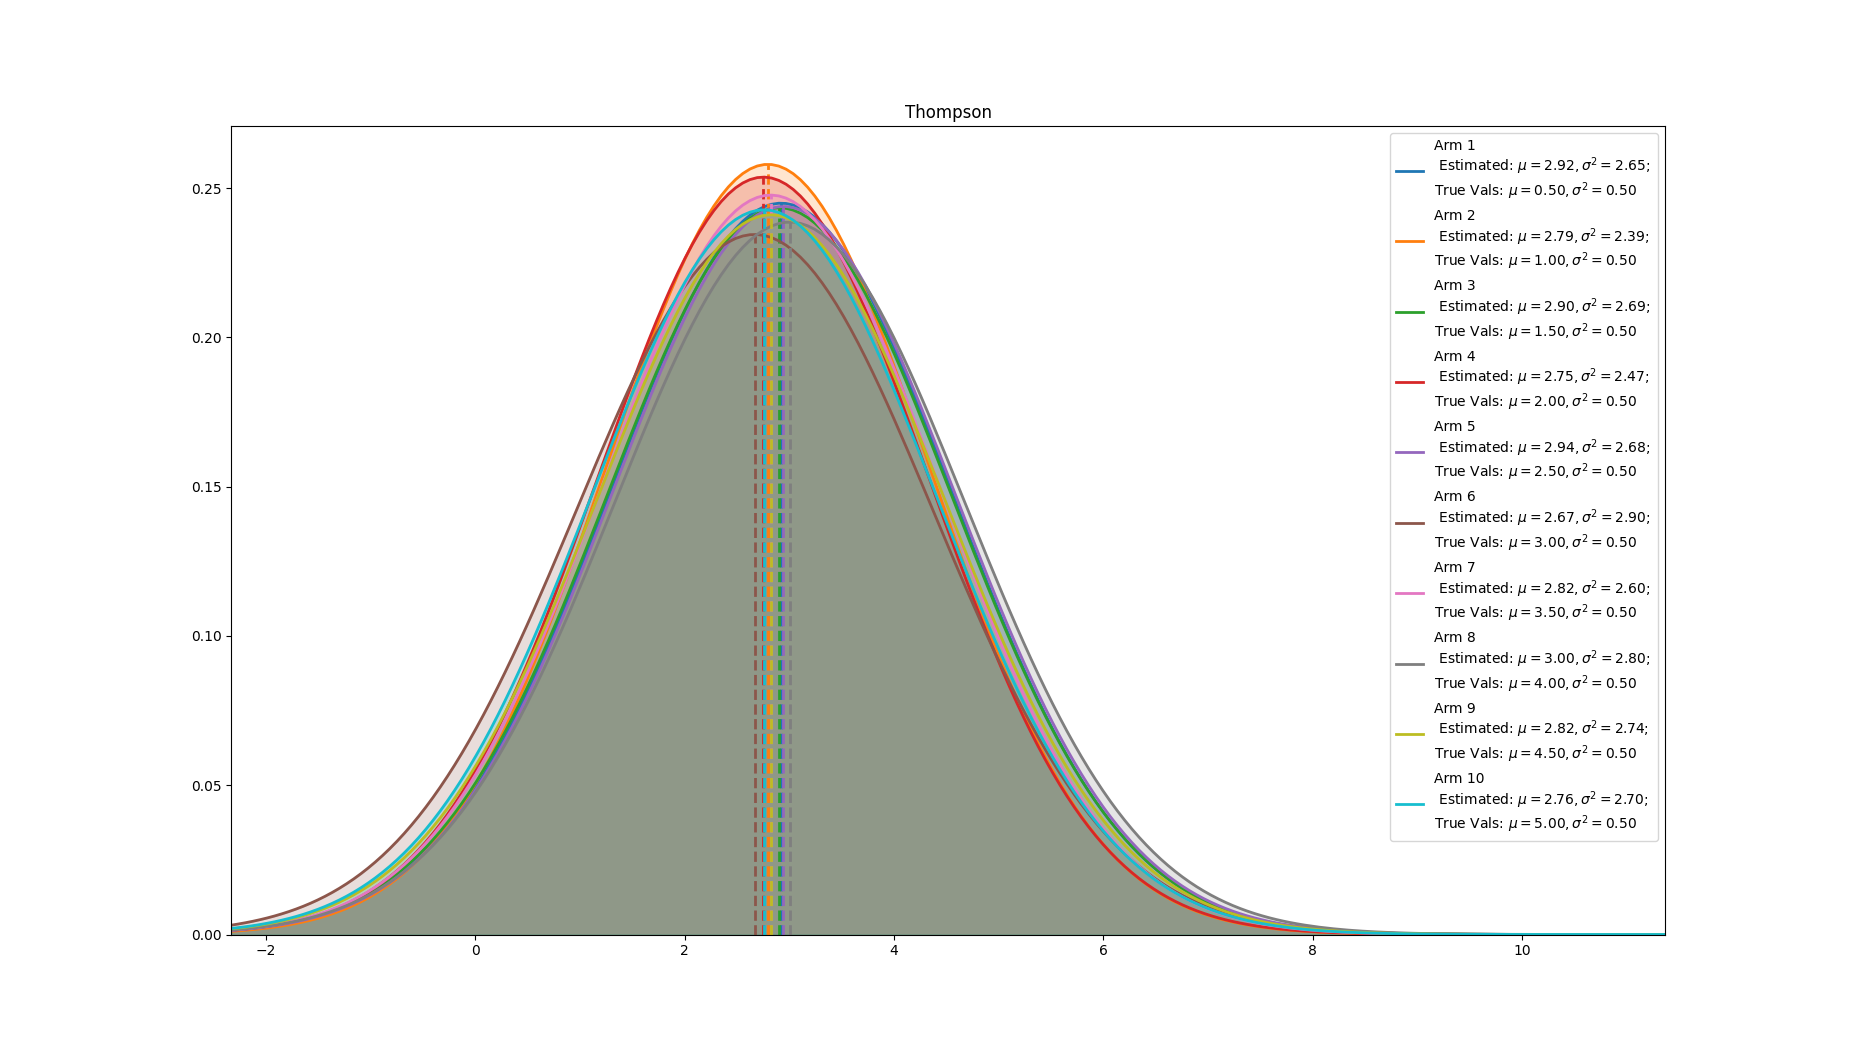 Thompson
0.25
0.20
0.15
0.10
0.05
0.00
−2
0
2
4
6
8
10
Arm 1
Estimated: μ = 2.92, σ² = 2.65;
True Vals: μ = 0.50, σ² = 0.50
Arm 2
Estimated: μ = 2.79, σ² = 2.39;
True Vals: μ = 1.00, σ² = 0.50
Arm 3
Estimated: μ = 2.90, σ² = 2.69;
True Vals: μ = 1.50, σ² = 0.50
Arm 4
Estimated: μ = 2.75, σ² = 2.47;
True Vals: μ = 2.00, σ² = 0.50
Arm 5
Estimated: μ = 2.94, σ² = 2.68;
True Vals: μ = 2.50, σ² = 0.50
Arm 6
Estimated: μ = 2.67, σ² = 2.90;
True Vals: μ = 3.00, σ² = 0.50
Arm 7
Estimated: μ = 2.82, σ² = 2.60;
True Vals: μ = 3.50, σ² = 0.50
Arm 8
Estimated: μ = 3.00, σ² = 2.80;
True Vals: μ = 4.00, σ² = 0.50
Arm 9
Estimated: μ = 2.82, σ² = 2.74;
True Vals: μ = 4.50, σ² = 0.50
Arm 10
Estimated: μ = 2.76, σ² = 2.70;
True Vals: μ = 5.00, σ² = 0.50